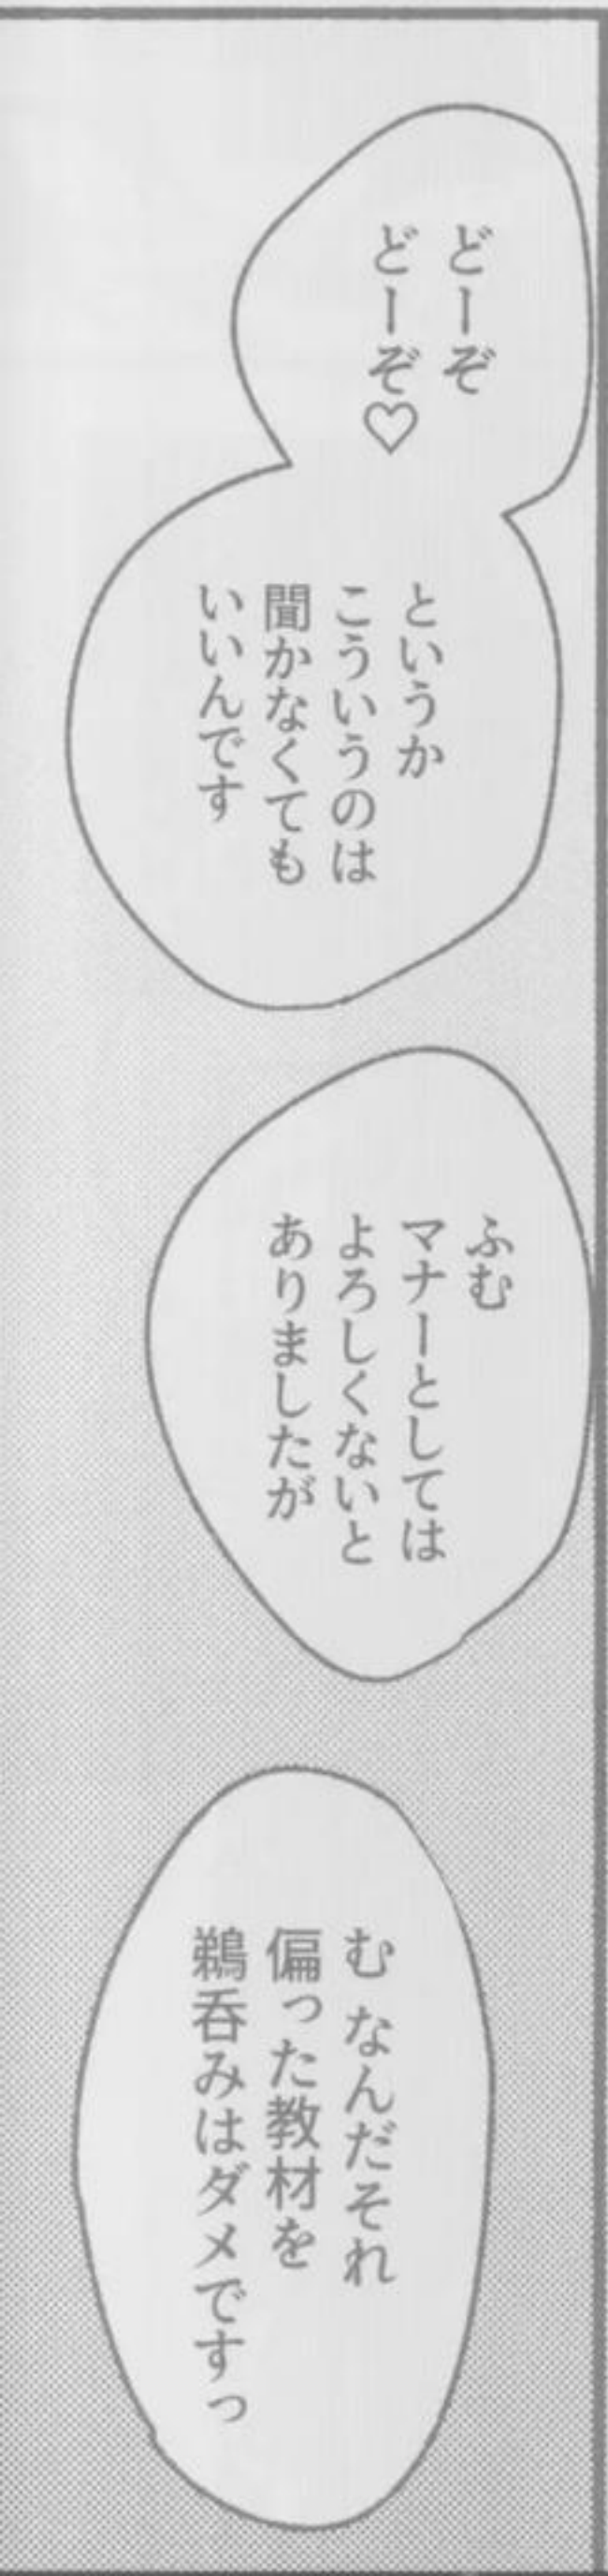 どーぞ
どーぞ♡
というか
こういうのは
聞かなくても
いいんです
ふむ
マナーとしては
よろしくないと
ありましたが
む なんだそれ
偏った教材を
鵜呑みはダメですっ